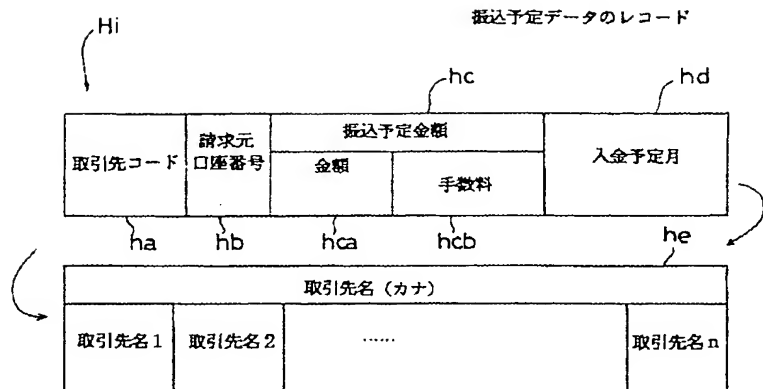 振込予定データのレコード
Hi
hc
hd
取引先コード
請求元
口座番号
振込予定金額
金額
手数料
入金予定月
ha
hb
hca
hcb
he
取引先名(カナ)
取引先名1
取引先名2
……
取引先名n